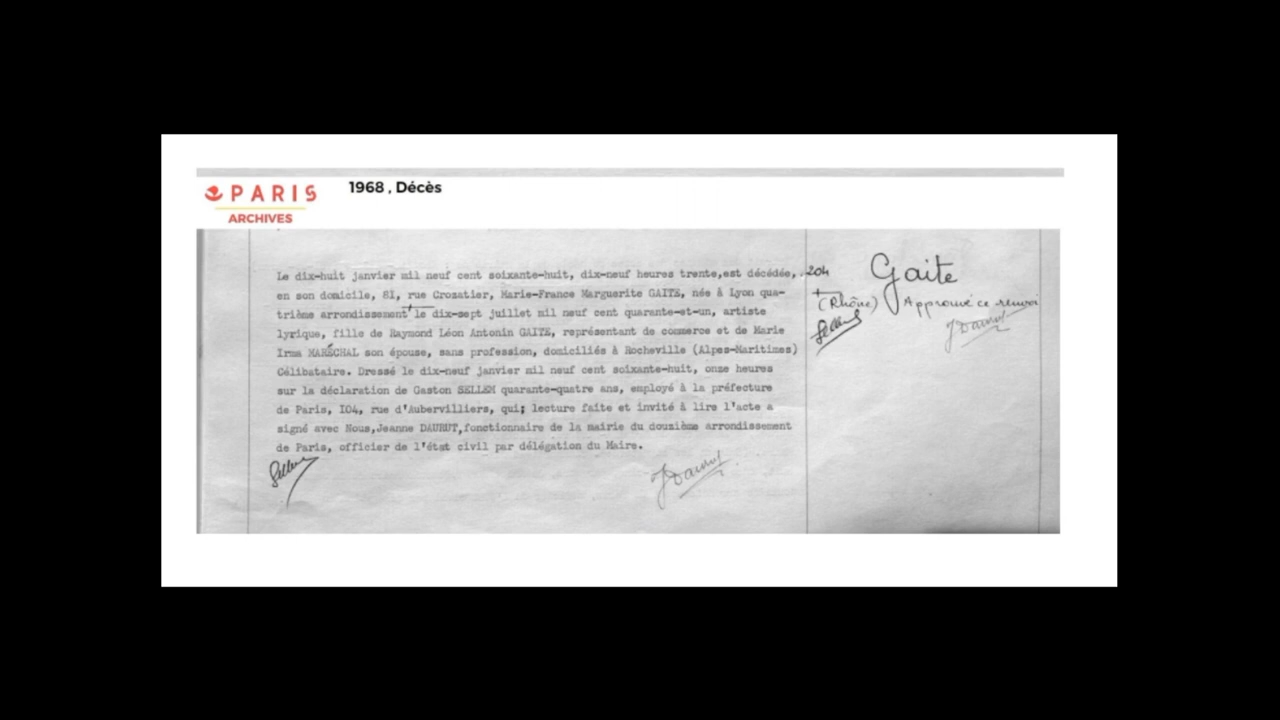 PARIS
ARCHIVES
1968 , Décès
Le dix-huit janvier mil neuf cent soixante-huit, dix-neuf heures trente,est décédée,
en son domicile, 8I, rue Crozatier, Marie-France Marguerite GAITE, née à Lyon qua-
trième arrondissement le dix-sept juillet mil neuf cent quarante-et-un, artiste
lyrique, fille de Raymond Léon Antonin GAITE, représentant de commerce et de Marie
Irma MARÉCHAL son épouse, sans profession, domiciliés à Rocheville (Alpes-Maritimes)
Célibataire. Dressé le dix-neuf janvier mil neuf cent soixante-huit, onze heures
sur la déclaration de Gaston SELLEM quarante-quatre ans, employé à la préfecture
de Paris, I04, rue d'Aubervilliers, qui; lecture faite et invité à lire l'acte a
signé avec Nous,Jeanne DAURUT,fonctionnaire de la mairie du douzième arrondissement
de Paris, officier de l'état civil par délégation du Maire.
Sellem
204
Gaite
+
(Rhône) Approuvé ce renvoi
Sellem